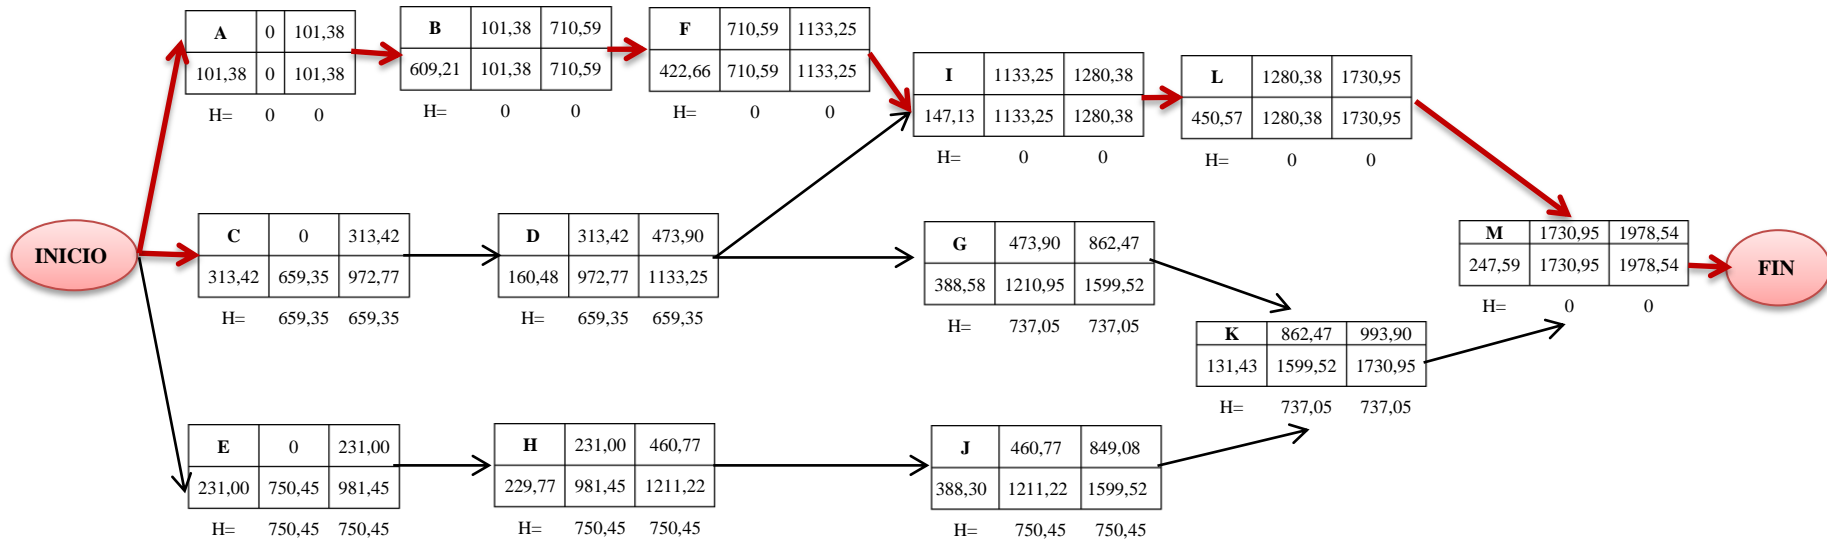 A 0 101,38
101,38 0 101,38
H= 0 0
B 101,38 710,59
609,21 101,38 710,59
H= 0 0
F 710,59 1133,25
422,66 710,59 1133,25
H= 0 0
I 1133,25 1280,38
147,13 1133,25 1280,38
H= 0 0
L 1280,38 1730,95
450,57 1280,38 1730,95
H= 0 0
INICIO
C 0 313,42
313,42 659,35 972,77
H= 659,35 659,35
D 313,42 473,90
160,48 972,77 1133,25
H= 659,35 659,35
G 473,90 862,47
388,58 1210,95 1599,52
H= 737,05 737,05
K 862,47 993,90
131,43 1599,52 1730,95
H= 737,05 737,05
M 1730,95 1978,54
247,59 1730,95 1978,54
H= 0 0
FIN
E 0 231,00
231,00 750,45 981,45
H= 750,45 750,45
H 231,00 460,77
229,77 981,45 1211,22
H= 750,45 750,45
J 460,77 849,08
388,30 1211,22 1599,52
H= 750,45 750,45